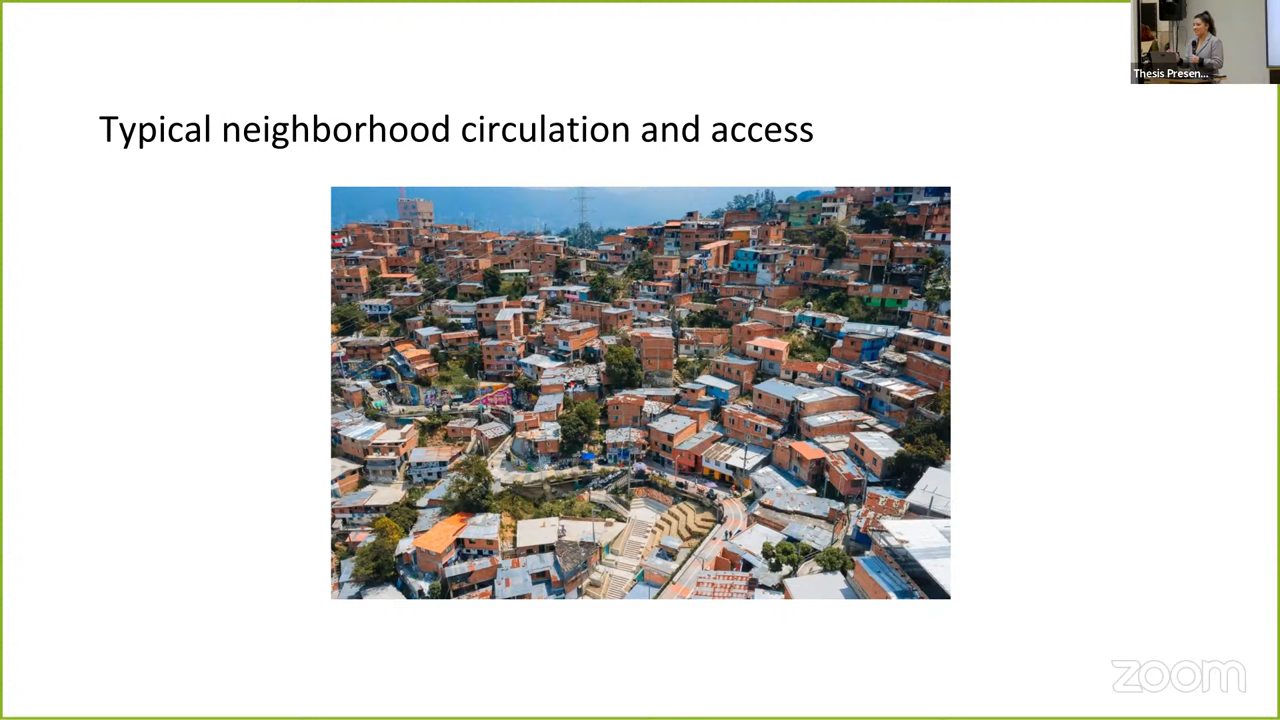 Thesis Presen...
Typical neighborhood circulation and access
zoom